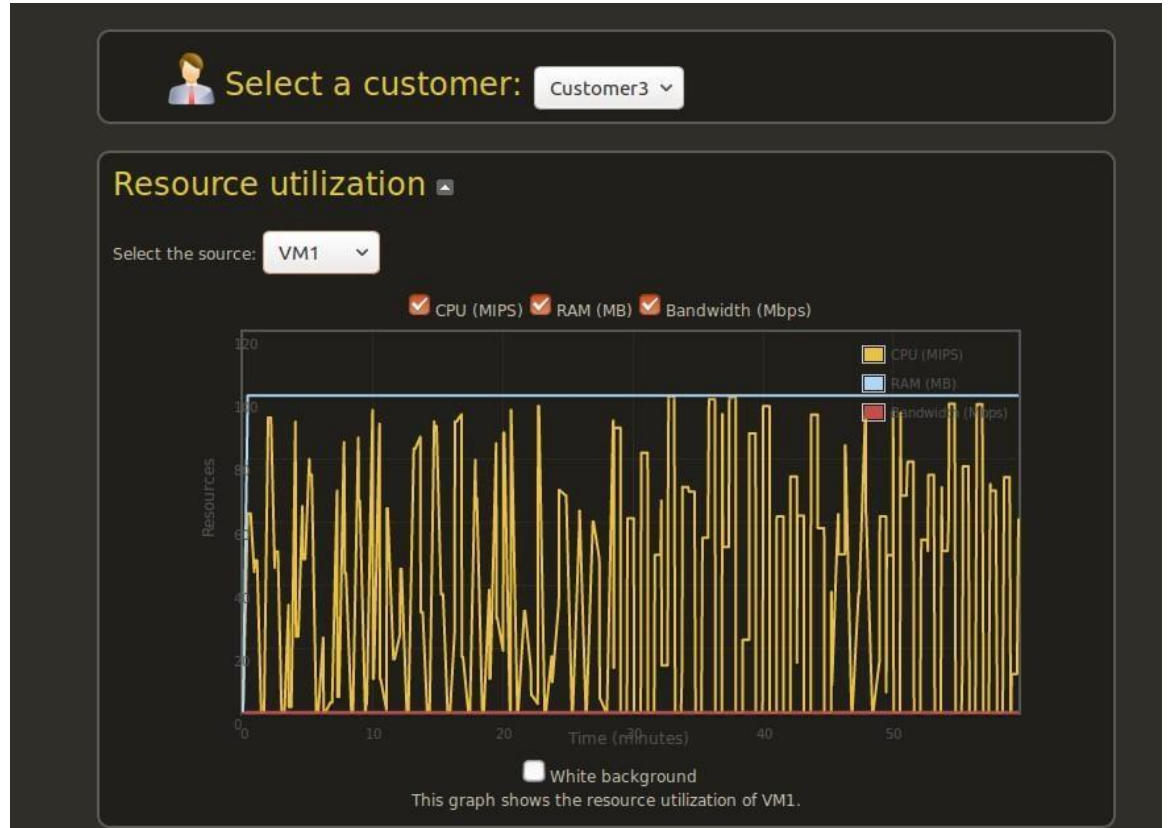 Select a customer: Customer3
Resource utilization
Select the source: VM1
CPU (MIPS) RAM (MB) Bandwidth (Mbps)
120
CPU (MIPS)
RAM (MB)
100
Bandwidth (Mbps)
80
Resources
60
40
20
0
0 10 20 30 40 50
Time (minutes)
White background
This graph shows the resource utilization of VM1.